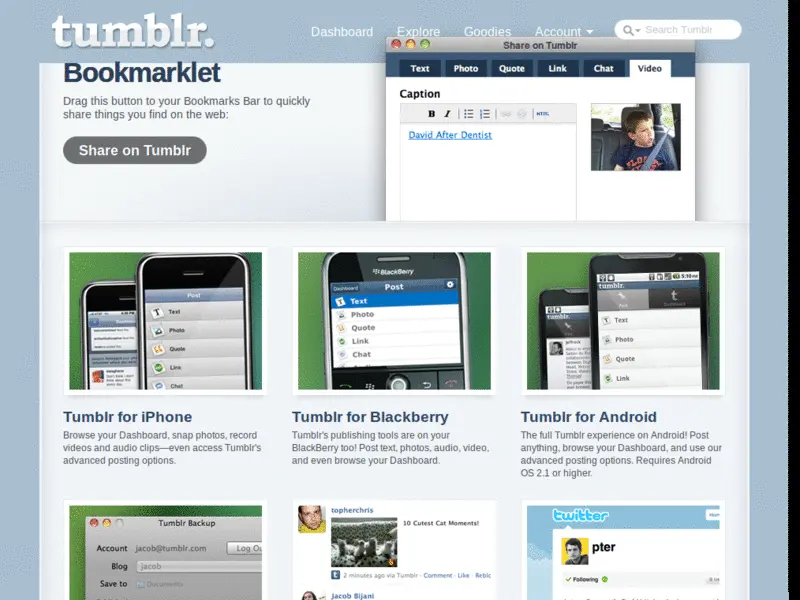 tumblr.
Dashboard Explore Goodies Account Search Tumblr
Bookmarklet
Drag this button to your Bookmarks Bar to quickly
share things you find on the web:
Share on Tumblr
Share on Tumblr
Text Photo Quote Link Chat Video
Caption
B I HTML
David After Dentist
Post
Text
Photo
Quote
Link
Chat
BlackBerry
Dashboard Post
Text
Photo
Quote
Link
Chat
5:10 PM
tumblr.
Post Dashboard
Text
Photo
Quote
Link
Tumblr for iPhone
Browse your Dashboard, snap photos, record
videos and audio clips—even access Tumblr's
advanced posting options.
Tumblr for Blackberry
Tumblr's publishing tools are on your
BlackBerry too! Post text, photos, audio, video,
and even browse your Dashboard.
Tumblr for Android
The full Tumblr experience on Android! Post
anything, browse your Dashboard, and use our
advanced posting options. Requires Android
OS 2.1 or higher.
Tumblr Backup
Account jacob@tumblr.com Log Ou
Blog jacob
Save to Documents
topherchris
10 Cutest Cat Moments!
2 minutes ago via Tumblr · Comment · Like · Reblo
Jacob Bijani
twitter
pter
Following